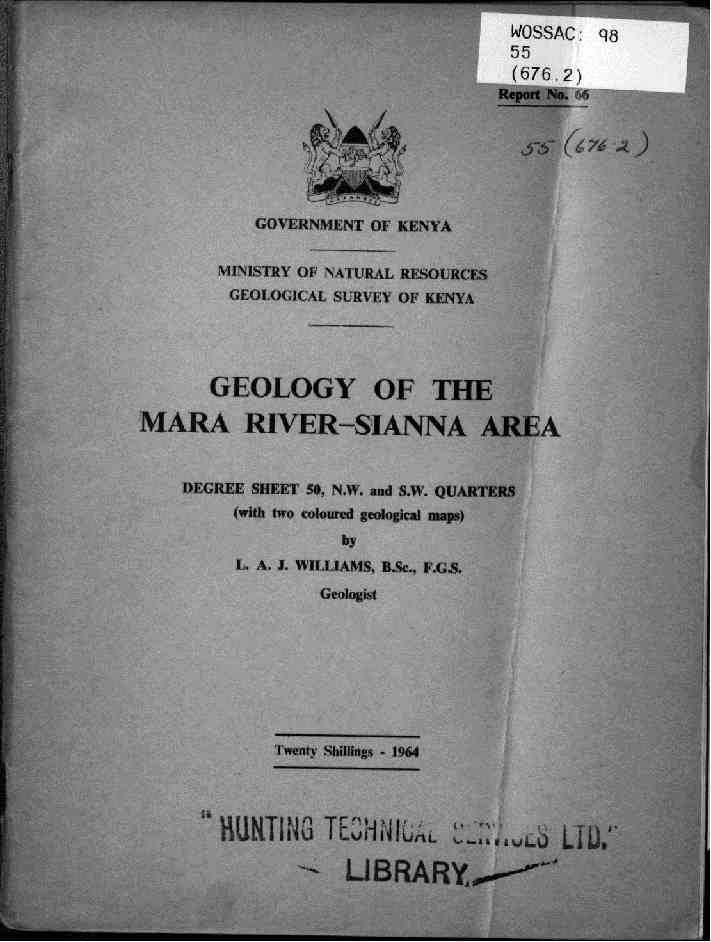 WOSSAC: 98
55
(676.2)
Report No. 66
55 (676 2)
GOVERNMENT OF KENYA
MINISTRY OF NATURAL RESOURCES
GEOLOGICAL SURVEY OF KENYA
GEOLOGY OF THE
MARA RIVER–SIANNA AREA
DEGREE SHEET 50, N.W. and S.W. QUARTERS
(with two coloured geological maps)
by
L. A. J. WILLIAMS, B.Sc., F.G.S.
Geologist
Twenty Shillings - 1964
"HUNTING TECHNICAL SERVICES LTD."
LIBRARY